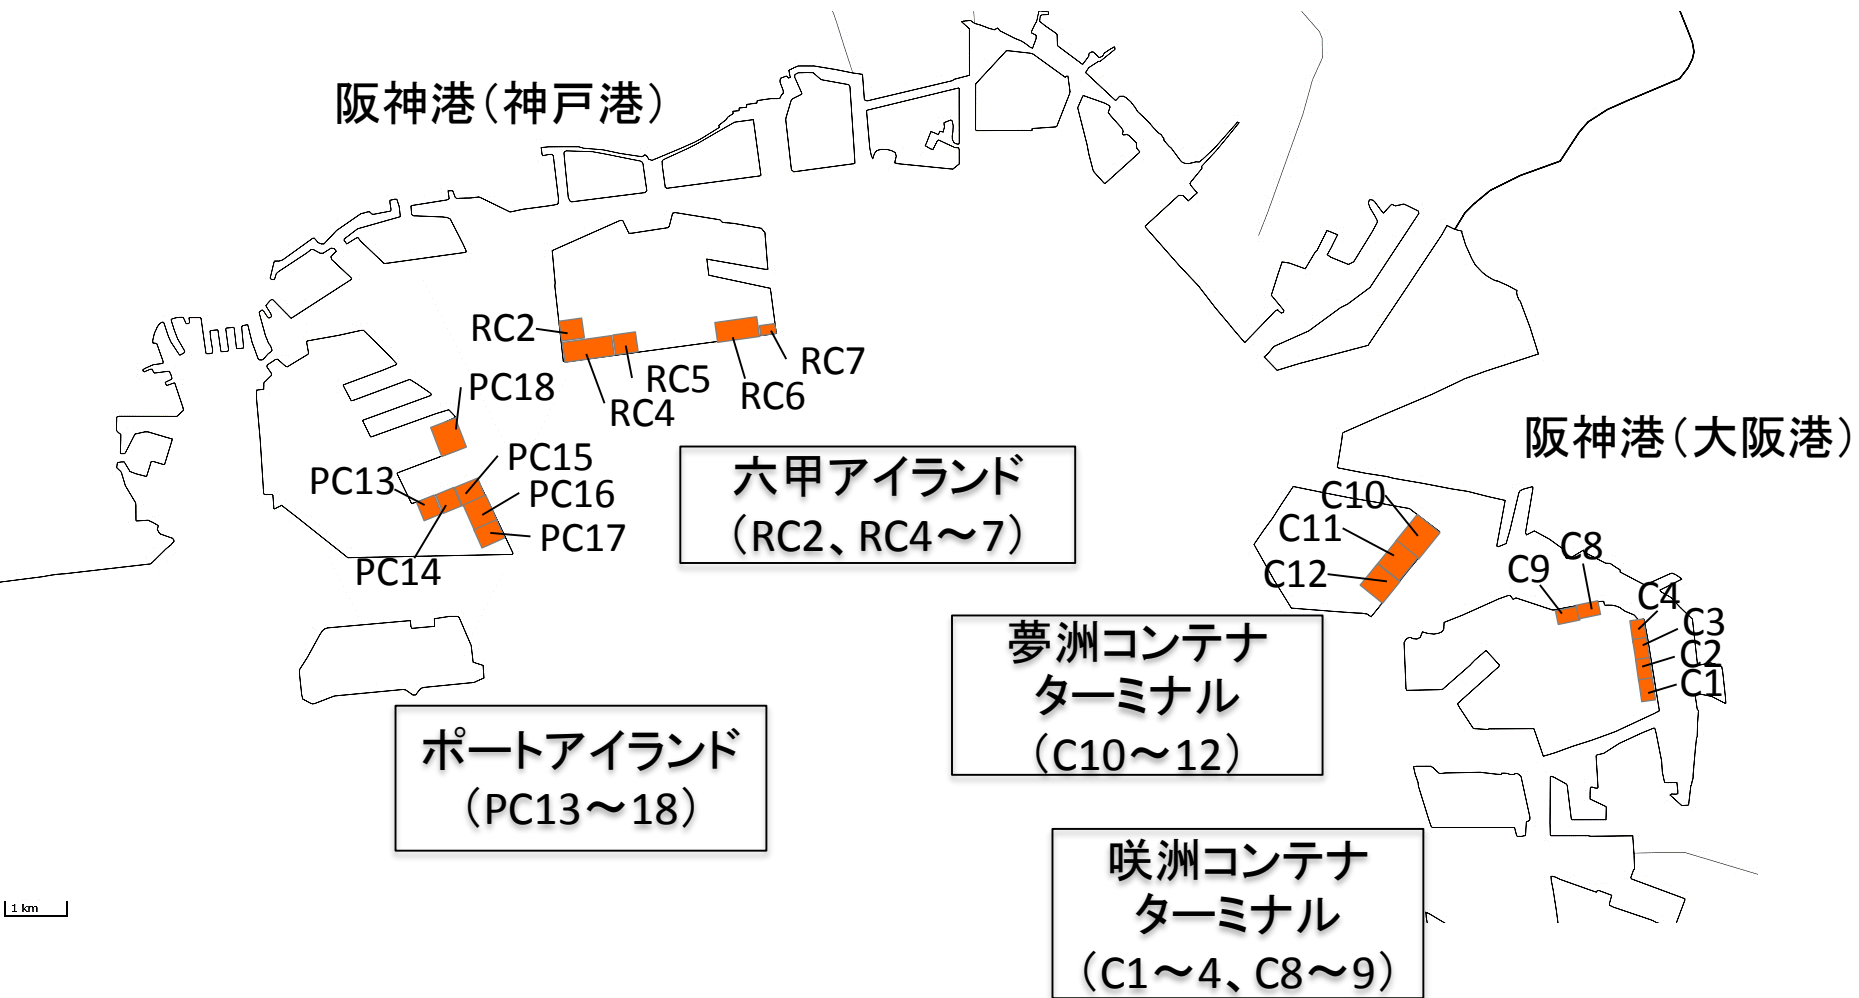 阪神港（神戸港）
RC2
RC4
RC5
RC6
RC7
PC18
PC15
PC13
PC16
PC17
PC14
六甲アイランド
（RC2、RC4～7）
ポートアイランド
（PC13～18）
阪神港（大阪港）
C10
C11
C12
C8
C9
C4
C3
C2
C1
夢洲コンテナ
ターミナル
（C10～12）
咲洲コンテナ
ターミナル
（C1～4、C8～9）
1 km